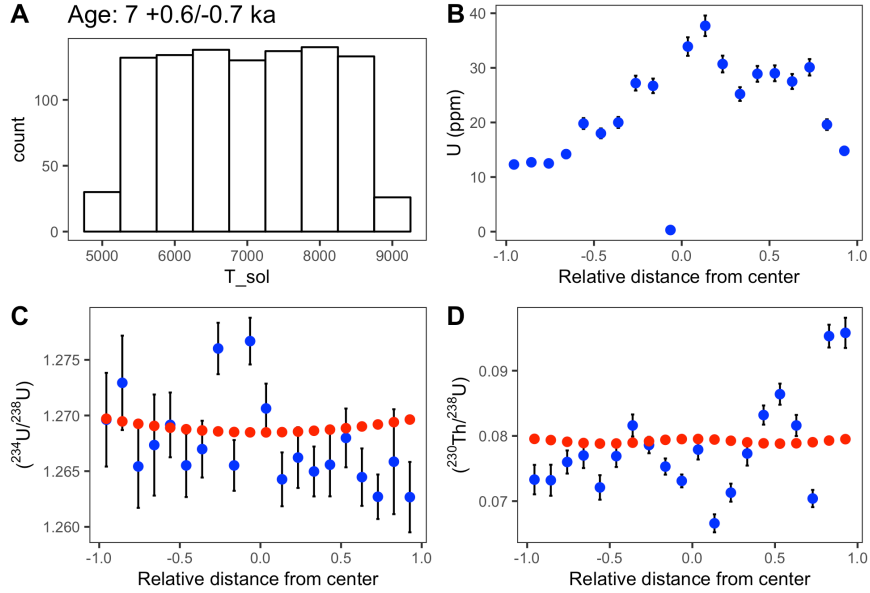 A
Age: 7 +0.6/-0.7 ka
count
100
50
0
5000 6000 7000 8000 9000
T_sol
B
U (ppm)
40
30
20
10
0
-1.0 -0.5 0.0 0.5 1.0
Relative distance from center
C
(²³⁴U/²³⁸U)
1.275
1.270
1.265
1.260
-1.0 -0.5 0.0 0.5 1.0
Relative distance from center
D
(²³⁰Th/²³⁸U)
0.09
0.08
0.07
-1.0 -0.5 0.0 0.5 1.0
Relative distance from center